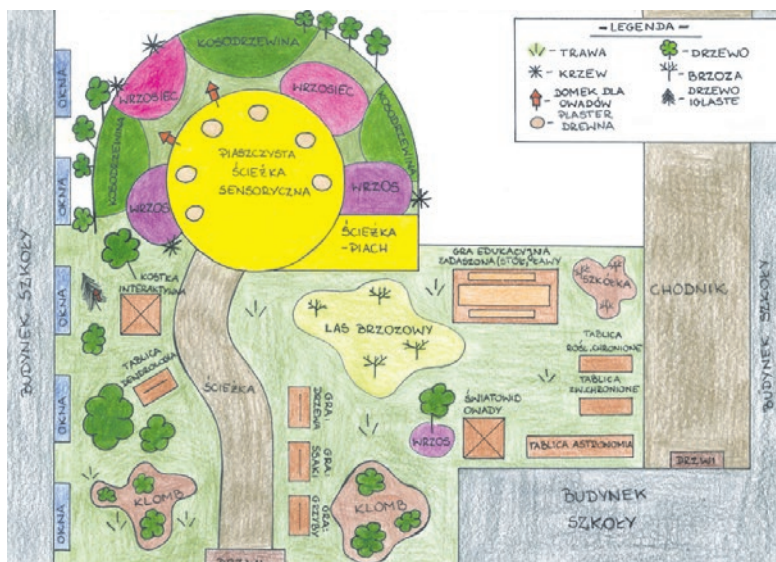 - LEGENDA -
- TRAWA
- KRZEW
- DOMEK DLA
OWADÓW
- PLASTER
DREWNA
- DRZEWO
- BRZOZA
- DRZEWO
IGLASTE
KOSODRZEWINA
WRZOSIEC
WRZOSIEC
KOSODRZEWINA
KOSODRZEWINA
PIASZCZYSTA
ŚCIEŻKA
SENSORYCZNA
WRZOS
WRZOS
ŚCIEŻKA
-PIACH
OKNA
OKNA
OKNA
OKNA
OKNA
BUDYNEK SZKOŁY
KOSTKA
INTERAKTYWNA
GRA EDUKACYJNA
ZADASZONA (STÓŁ, ŁAWY
SZKÓŁKA
CHODNIK
BUDYNEK SZKOŁY
LAS BRZOZOWY
TABLICA
ROŚL. CHRONIONE
TABLICA
ZW. CHRONIONE
TABLICA
DENDROLOGIA
ŚCIEŻKA
GRA:
DRZEWA
GRA:
SSAKI
GRA:
GRZYBY
ŚWIATOWID
OWADY
WRZOS
TABLICA ASTRONOMIA
DRZWI
KLOMB
KLOMB
BUDYNEK
SZKOŁY